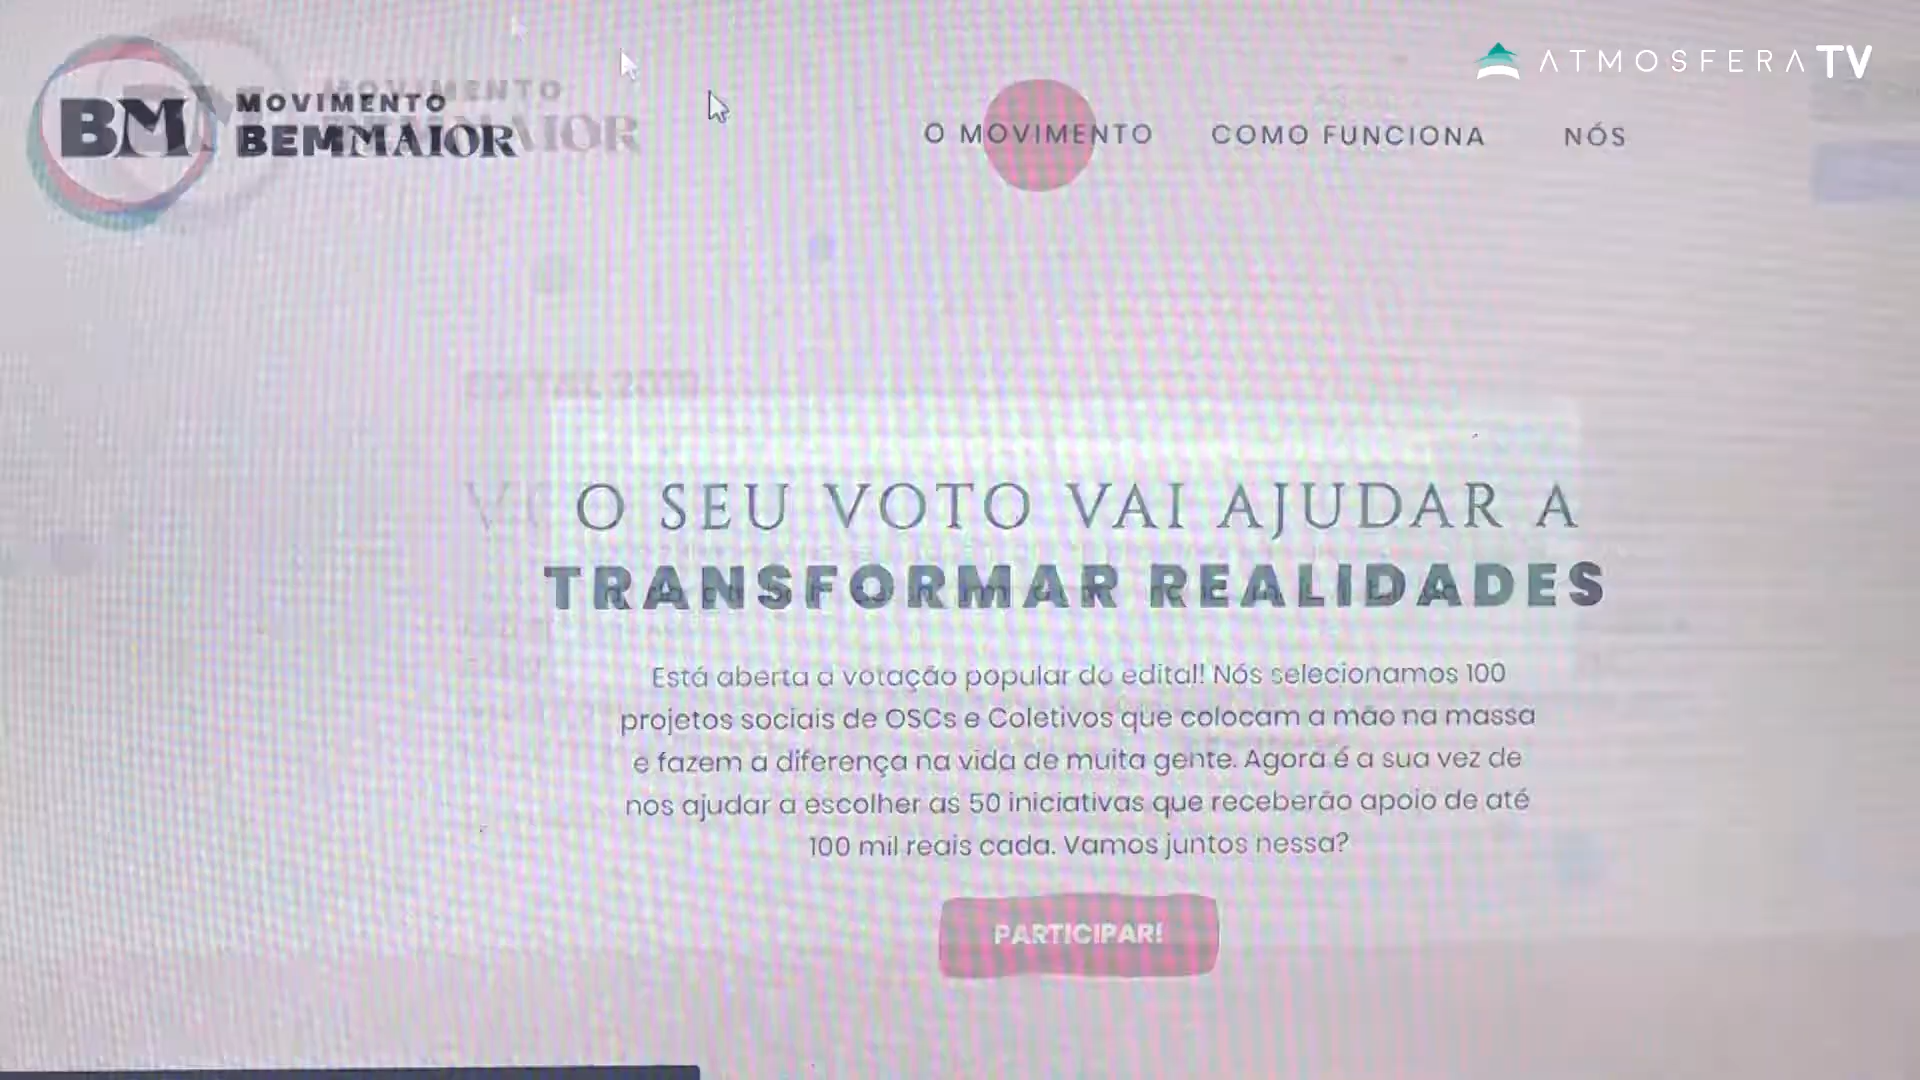 ATMOSFERA TV
BM
MOVIMENTO
BEMMAIOR
O MOVIMENTO
COMO FUNCIONA
NÓS
O SEU VOTO VAI AJUDAR A
TRANSFORMAR REALIDADES
Está aberta a votação popular do edital! Nós selecionamos 100
projetos sociais de OSCs e Coletivos que colocam a mão na massa
e fazem a diferença na vida de muita gente. Agora é a sua vez de
nos ajudar a escolher as 50 iniciativas que receberão apoio de até
100 mil reais cada. Vamos juntos nessa?
PARTICIPAR!